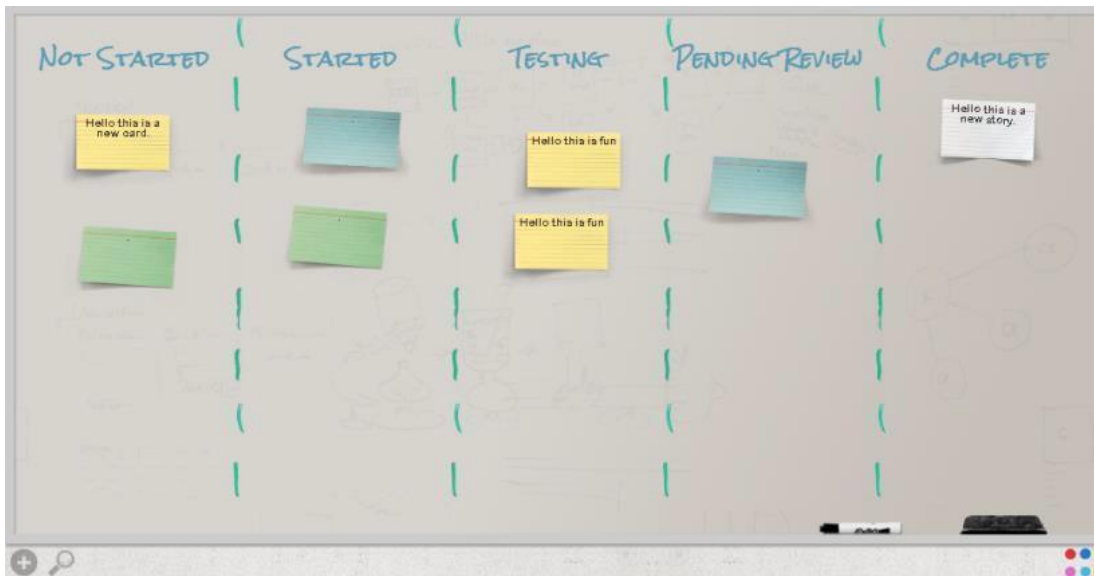 NOT STARTED
STARTED
TESTING
PENDING REVIEW
COMPLETE
Hello this is a
new card.
Hello this is fun
Hello this is fun
Hello this is a
new story.